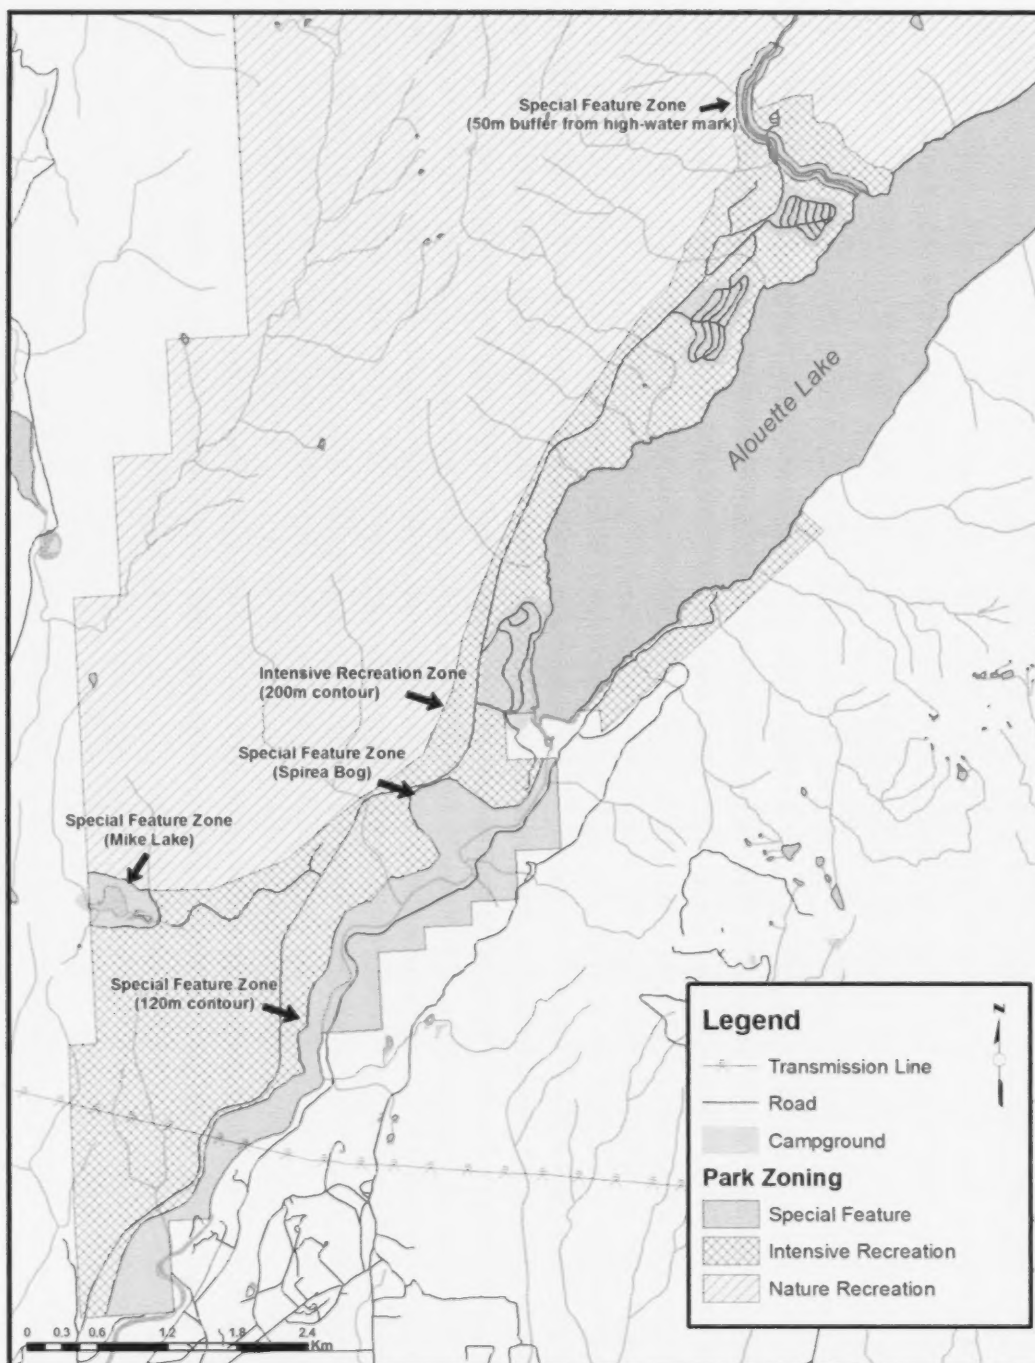 Special Feature Zone
(50m buffer from high-water mark)
Alouette Lake
Intensive Recreation Zone
(200m contour)
Special Feature Zone
(Spirea Bog)
Special Feature Zone
(Mike Lake)
Special Feature Zone
(120m contour)
Legend
Transmission Line
Road
Campground
Park Zoning
Special Feature
Intensive Recreation
Nature Recreation
N
0 0.3 0.6 1.2 1.8 2.4
Km